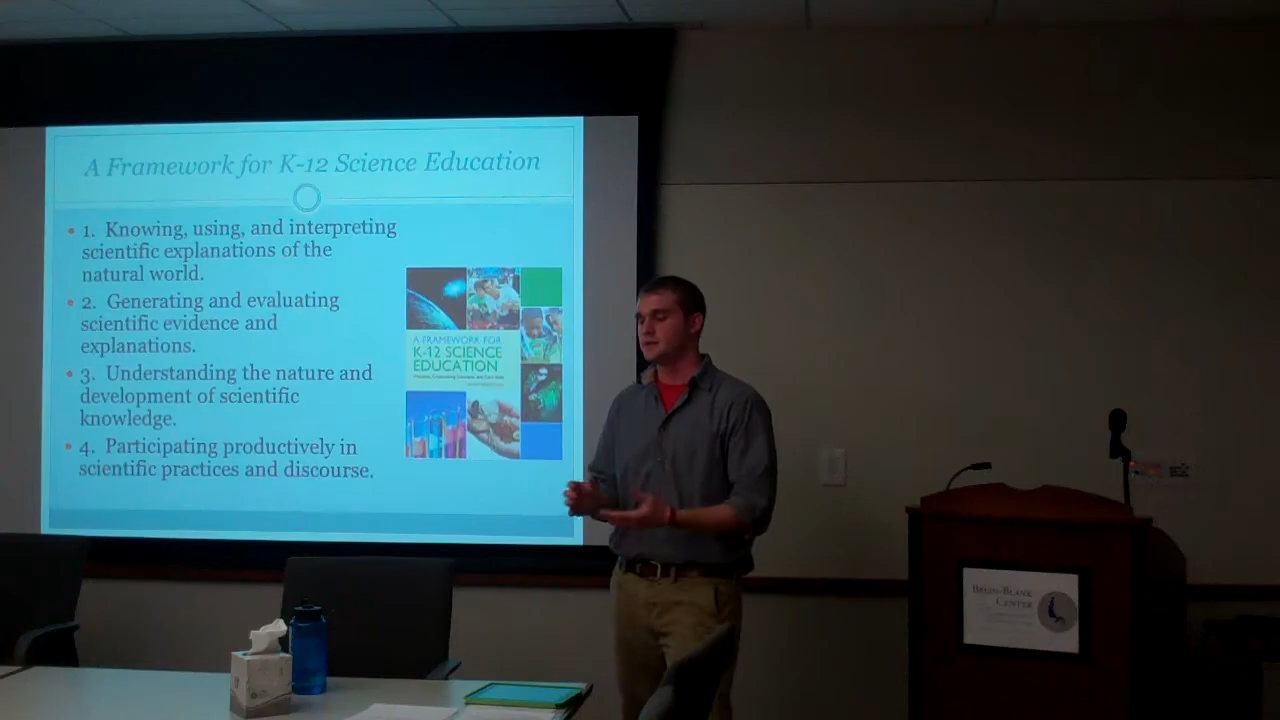 A Framework for K-12 Science Education
• 1. Knowing, using, and interpreting
scientific explanations of the
natural world.
• 2. Generating and evaluating
scientific evidence and
explanations.
• 3. Understanding the nature and
development of scientific
knowledge.
• 4. Participating productively in
scientific practices and discourse.
A FRAMEWORK FOR
K-12 SCIENCE
EDUCATION
Center